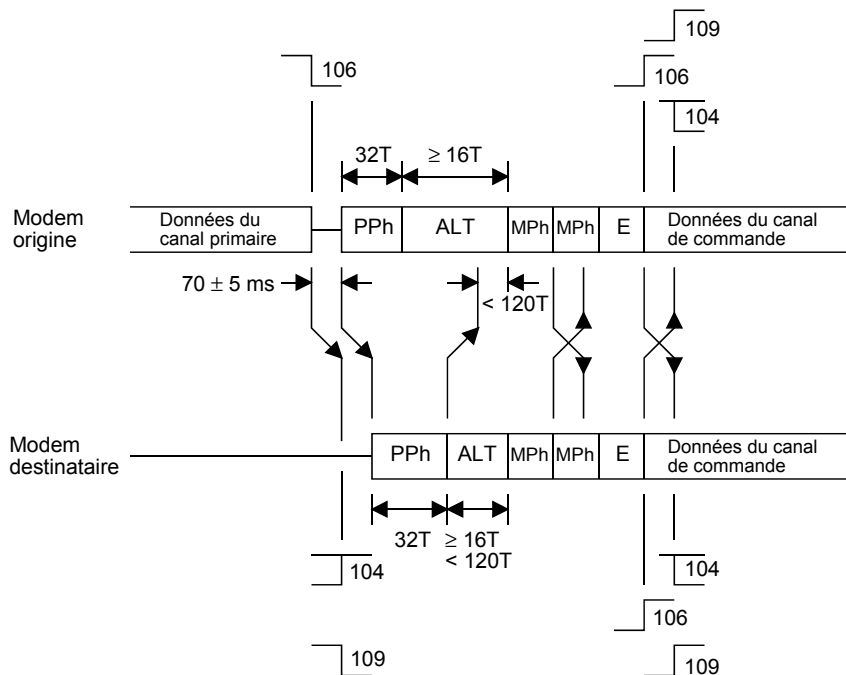 109
106
106
104
32T
≥ 16T
Modem
origine
Données du
canal primaire
PPh
ALT
MPh
MPh
E
Données du canal
de commande
70 ± 5 ms
< 120T
Modem
destinataire
PPh
ALT
MPh
MPh
E
Données du canal
de commande
32T
≥ 16T
< 120T
104
104
106
109
109